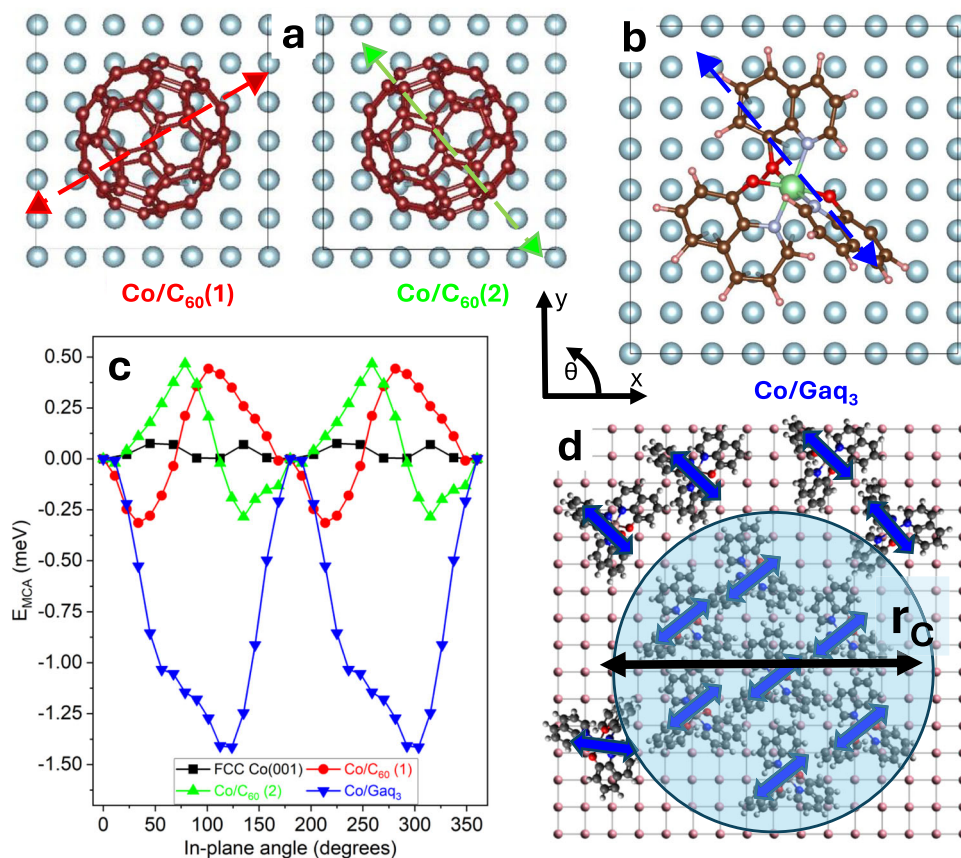 a
b
Co/C₆₀(1)
Co/C₆₀(2)
y
θ
x
Co/Gaq₃
c
0.50
0.25
0.00
-0.25
-0.50
-0.75
-1.00
-1.25
-1.50
E_MCA (meV)
FCC Co(001)
Co/C₆₀ (1)
Co/C₆₀ (2)
Co/Gaq₃
0 50 100 150 200 250 300 350
In-plane angle (degrees)
d
r_C